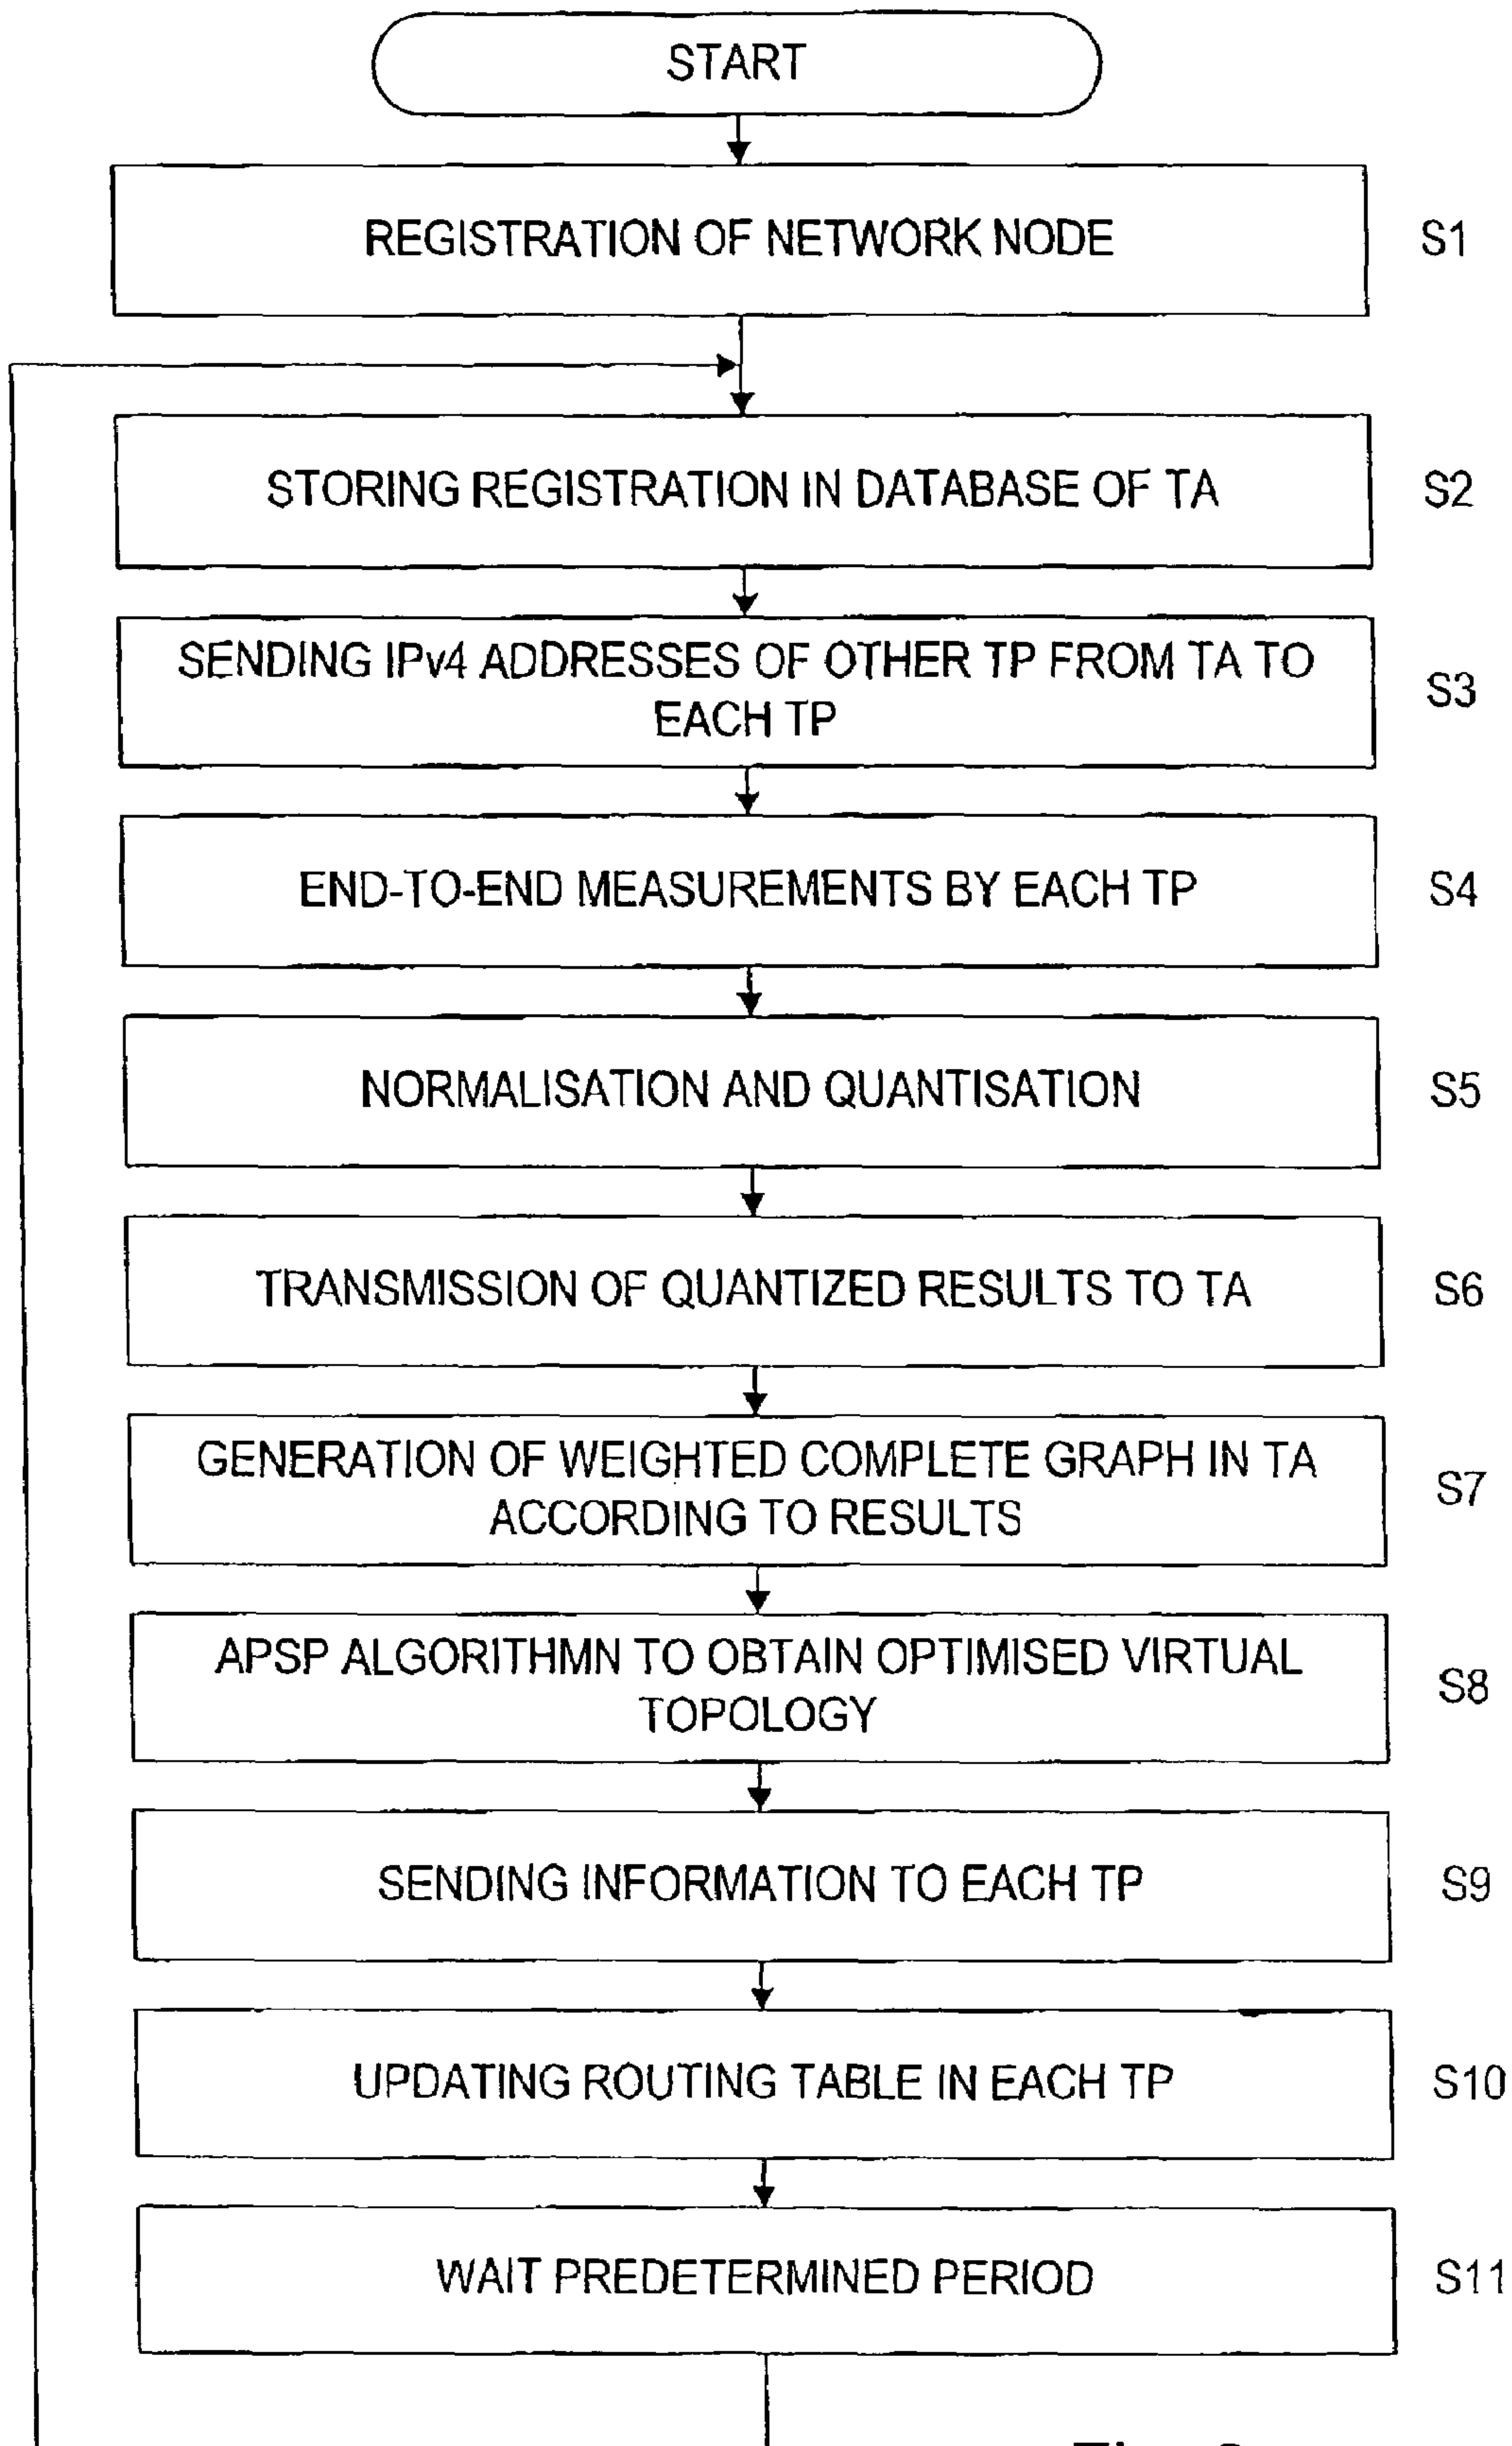 START
REGISTRATION OF NETWORK NODE
S1
STORING REGISTRATION IN DATABASE OF TA
S2
SENDING IPv4 ADDRESSES OF OTHER TP FROM TA TO
EACH TP
S3
END-TO-END MEASUREMENTS BY EACH TP
S4
NORMALISATION AND QUANTISATION
S5
TRANSMISSION OF QUANTIZED RESULTS TO TA
S6
GENERATION OF WEIGHTED COMPLETE GRAPH IN TA
ACCORDING TO RESULTS
S7
APSP ALGORITHMN TO OBTAIN OPTIMISED VIRTUAL
TOPOLOGY
S8
SENDING INFORMATION TO EACH TP
S9
UPDATING ROUTING TABLE IN EACH TP
S10
WAIT PREDETERMINED PERIOD
S11